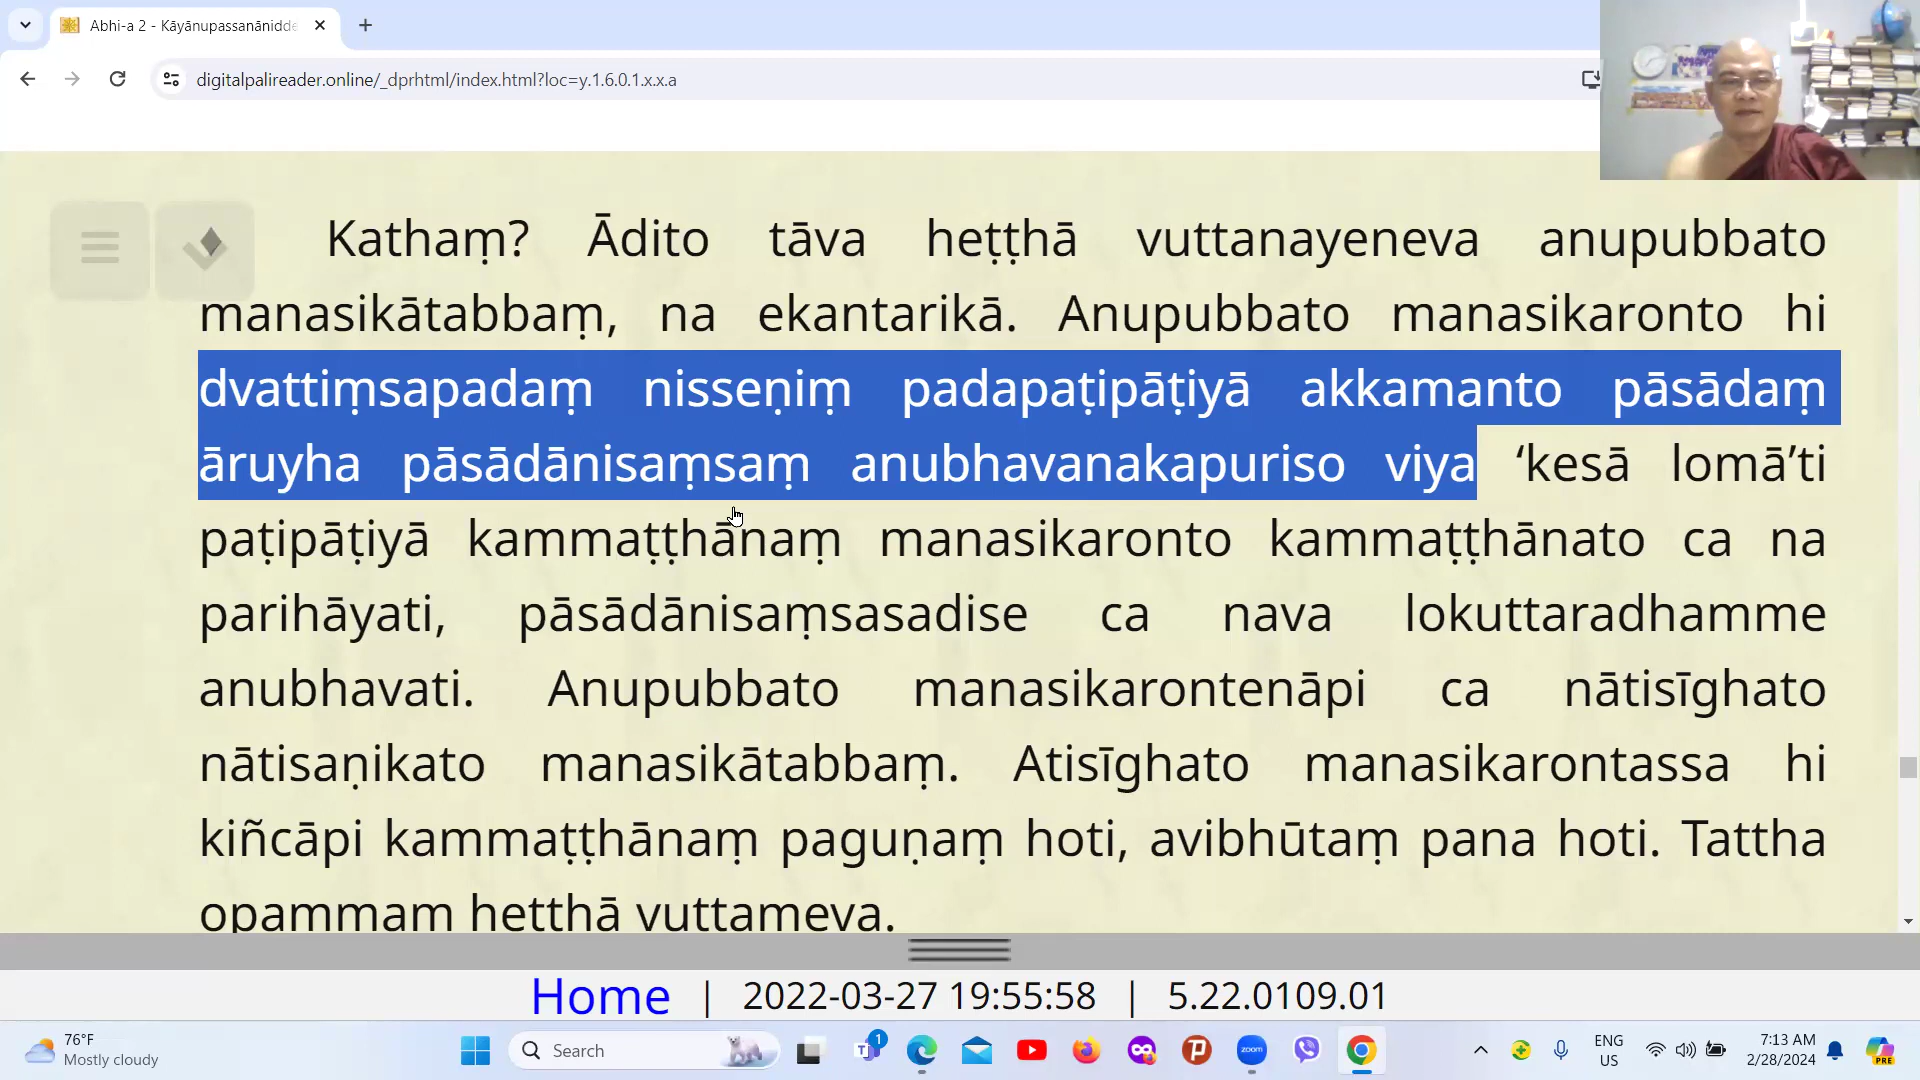 Abhi-a 2 - Kāyānupassanānidde
digitalpalireader.online/_dprhtml/index.html?loc=y.1.6.0.1.x.x.a
Kathaṃ? Ādito tāva heṭṭhā vuttanayeneva anupubbato
manasikātabbaṃ, na ekantarikā. Anupubbato manasikaronto hi
dvattiṃsapadaṃ nisseṇiṃ padapaṭipāṭiyā akkamanto pāsādaṃ
āruyha pāsādānisaṃsaṃ anubhavanakapuriso viya ‘kesā lomā’ti
paṭipāṭiyā kammaṭṭhānaṃ manasikaronto kammaṭṭhānato ca na
parihāyati, pāsādānisaṃsasadise ca nava lokuttaradhamme
anubhavati. Anupubbato manasikarontenāpi ca nātisīghato
nātisaṇikato manasikātabbaṃ. Atisīghato manasikarontassa hi
kiñcāpi kammaṭṭhānaṃ paguṇaṃ hoti, avibhūtaṃ pana hoti. Tattha
opammaṃ heṭṭhā vuttameva.
Home | 2022-03-27 19:55:58 | 5.22.0109.01
76°F
Mostly cloudy
Search
1
zoom
ENG
US
7:13 AM
2/28/2024
PRE